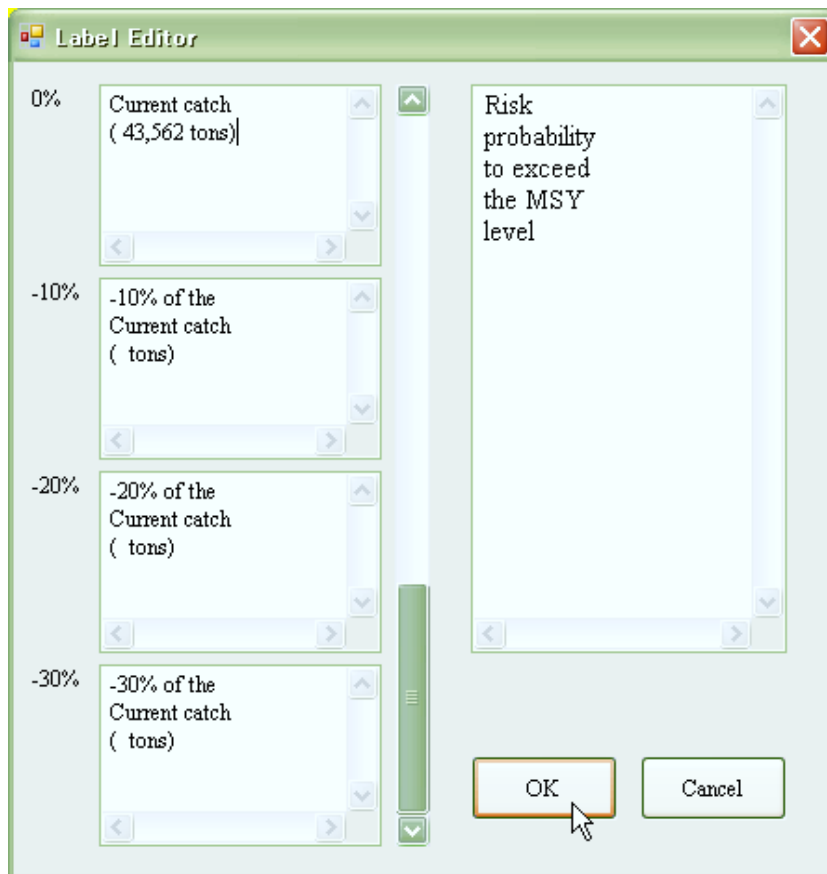 Label Editor
0%
Current catch
( 43,562 tons)
-10%
-10% of the
Current catch
(  tons)
-20%
-20% of the
Current catch
(  tons)
-30%
-30% of the
Current catch
(  tons)
Risk
probability
to exceed
the MSY
level
OK
Cancel